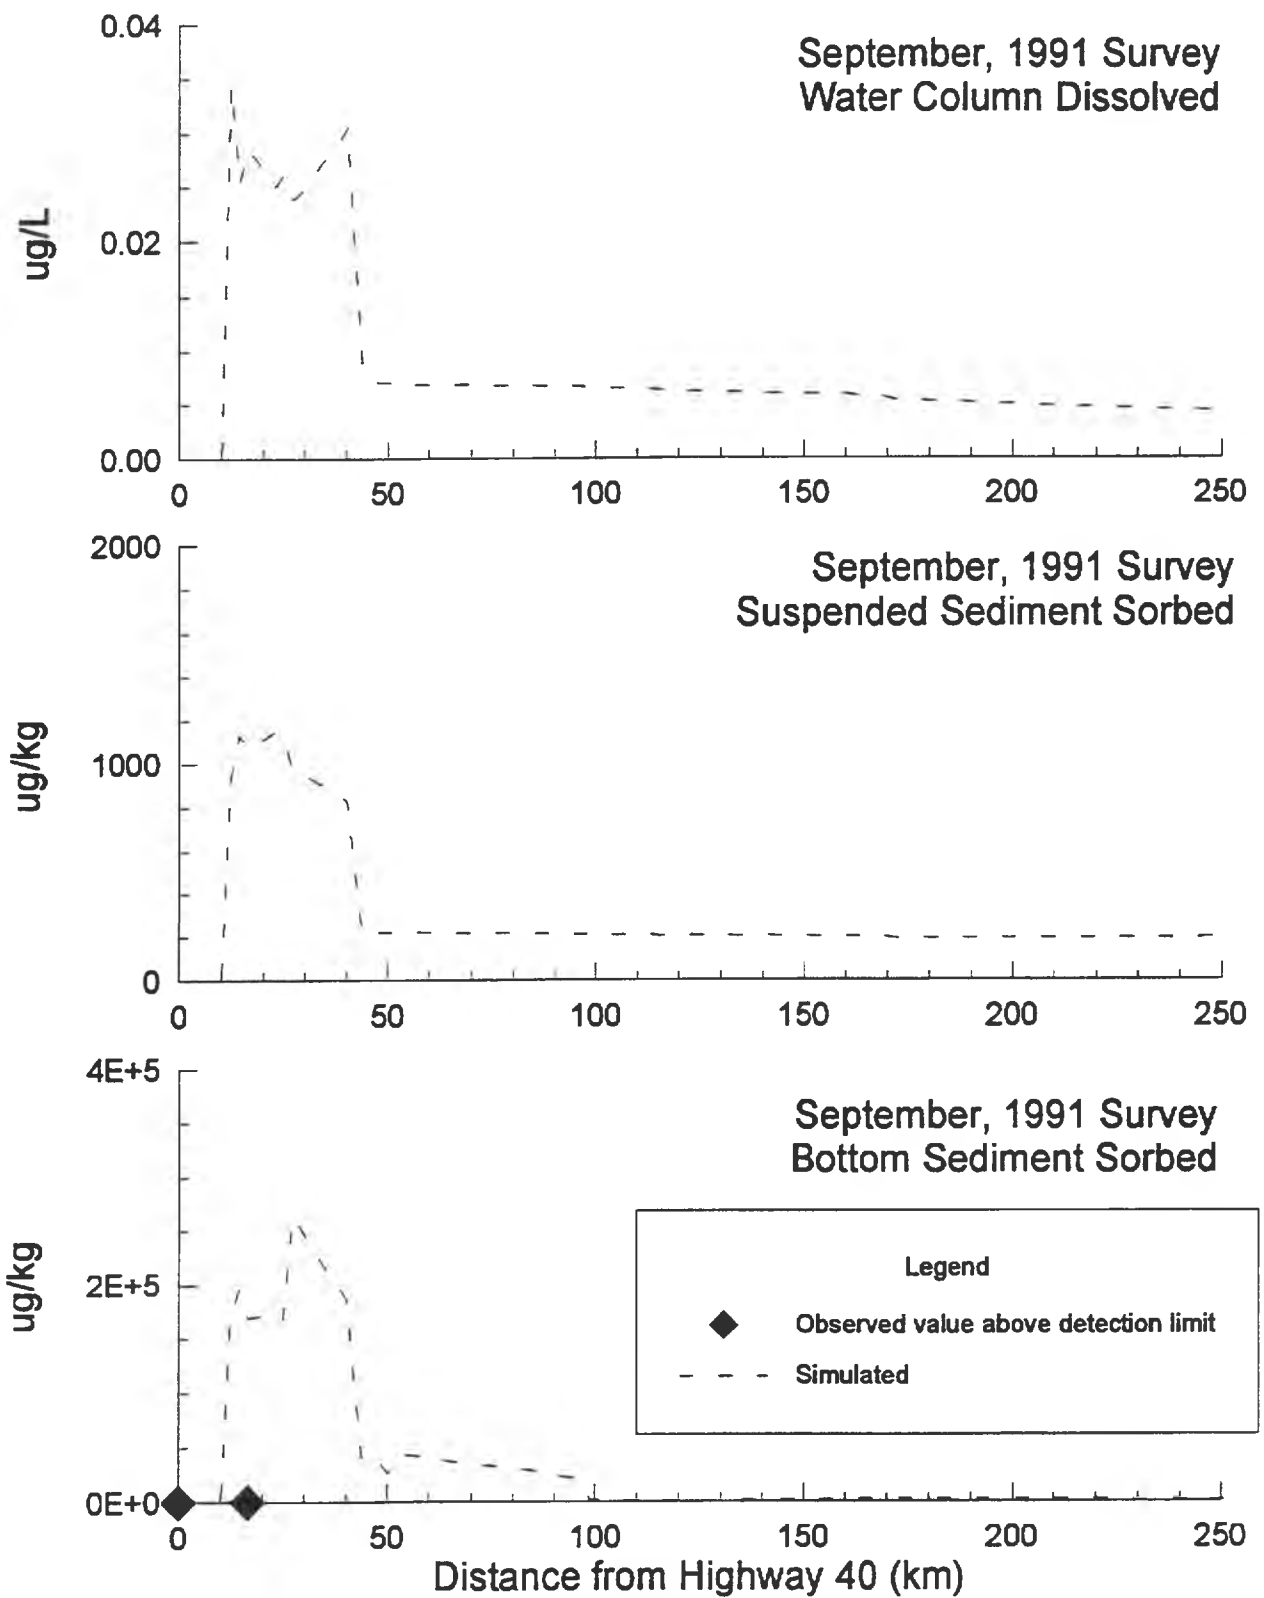 September, 1991 Survey
Water Column Dissolved
ug/L
0.04
0.02
0.00
0 50 100 150 200 250
September, 1991 Survey
Suspended Sediment Sorbed
ug/kg
2000
1000
0
0 50 100 150 200 250
September, 1991 Survey
Bottom Sediment Sorbed
ug/kg
4E+5
2E+5
0E+0
Legend
Observed value above detection limit
Simulated
0 50 100 150 200 250
Distance from Highway 40 (km)